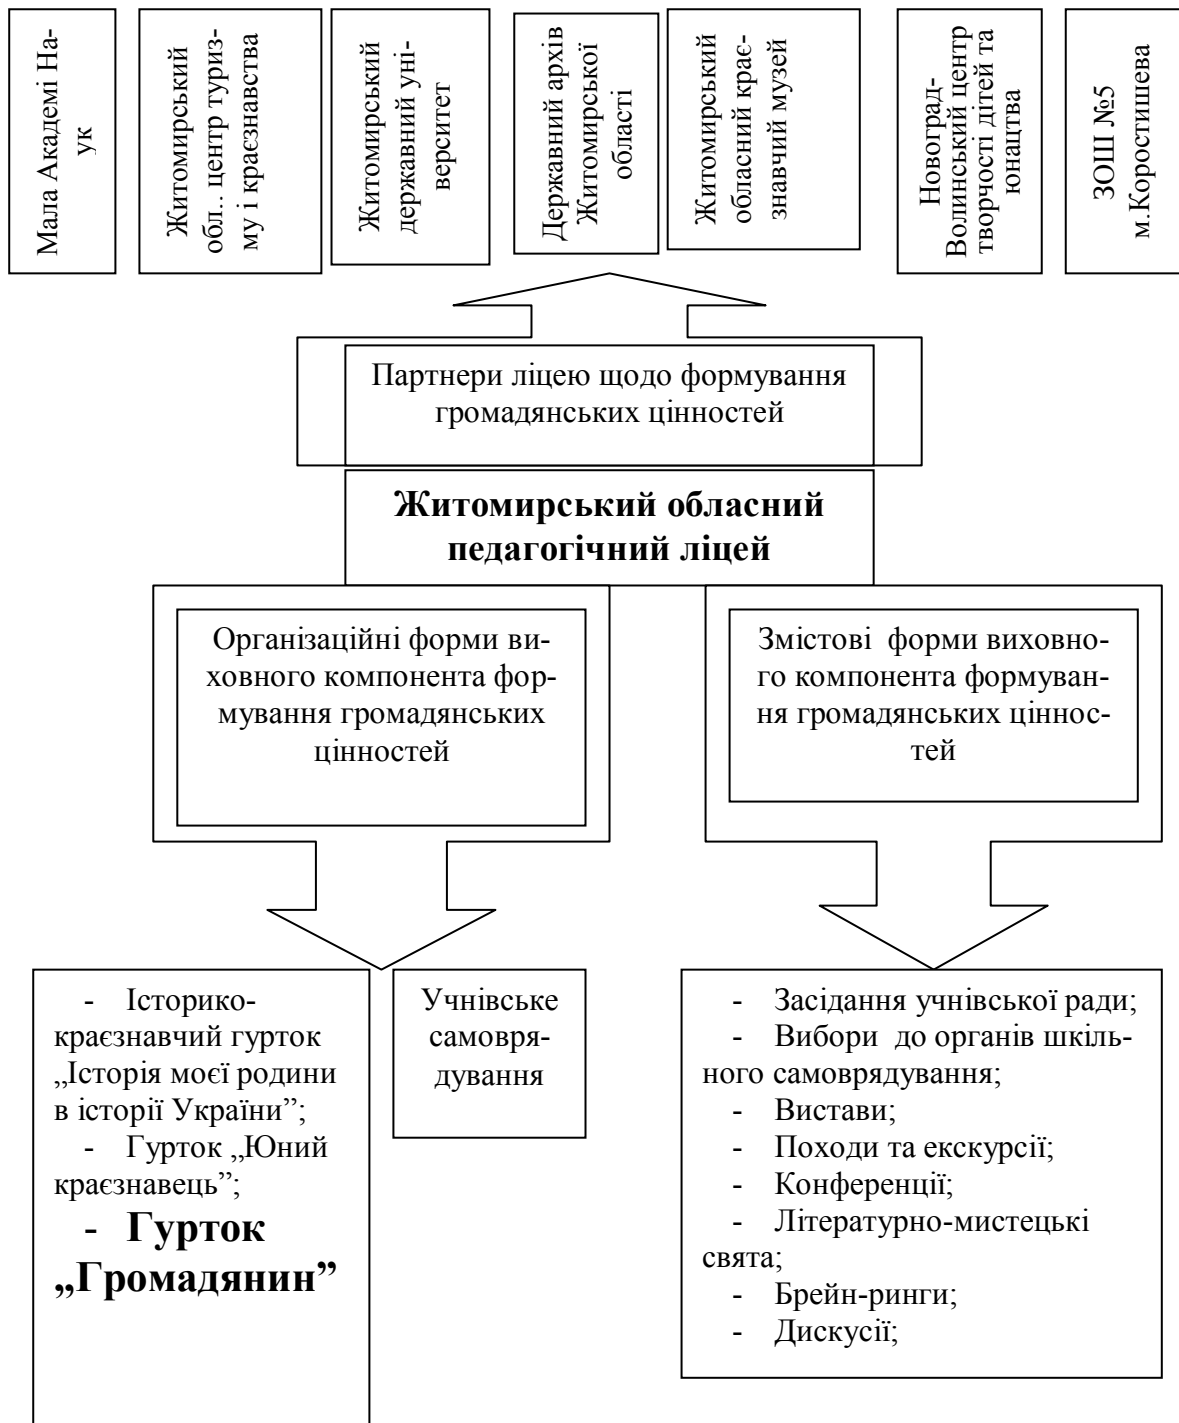 Мала Академі На-
ук
Житомирський
обл.. центр туриз-
му і краєзнавства
Житомирський
державний уні-
верситет
Державний архів
Житомирської
області
Житомирський
обласний крає-
знавчий музей
Новоград-
Волинський центр
творчості дітей та
юнацтва
ЗОШ №5
м.Коростишева
Партнери ліцею щодо формування
громадянських цінностей
Житомирський обласний
педагогічний ліцей
Організаційні форми ви-
ховного компонента фор-
мування громадянських
цінностей
Змістові форми виховно-
го компонента формуван-
ня громадянських ціннос-
тей
- Історико-
краєзнавчий гурток
„Історія моєї родини
в історії України”;
- Гурток „Юний
краєзнавець”;
- Гурток
„Громадянин”
Учнівське
самовря-
дування
- Засідання учнівської ради;
- Вибори до органів шкіль-
ного самоврядування;
- Вистави;
- Походи та екскурсії;
- Конференції;
- Літературно-мистецькі
свята;
- Брейн-ринги;
- Дискусії;